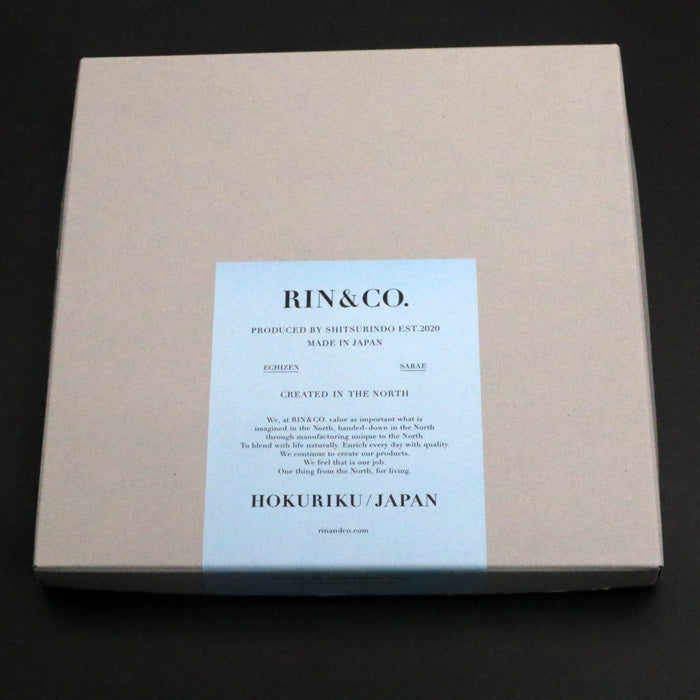 RIN&CO.
PRODUCED BY SHITSURINDO EST.2020
MADE IN JAPAN
ECHIZEN SABAE
CREATED IN THE NORTH
We, at RIN&CO. value as important what is
imagined in the North, handed-down in the North
through manufacturing unique to the North.
To blend with life naturally. Enrich every day with quality.
We continue to create our products.
We feel that is our job.
One thing from the North, for living.
HOKURIKU/JAPAN
rinandco.com